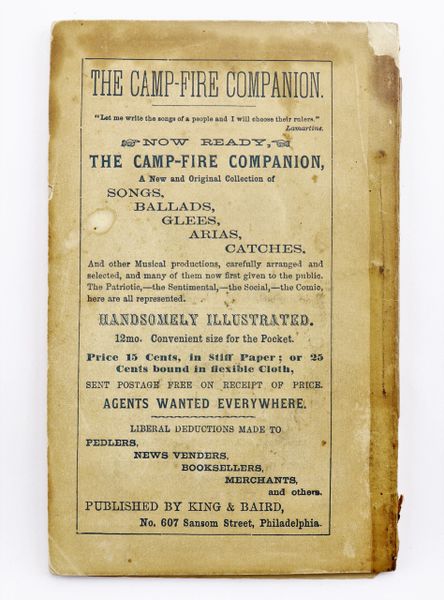 THE CAMP-FIRE COMPANION.
"Let me write the songs of a people and I will choose their rulers."
Lamartine.
NOW READY,
THE CAMP-FIRE COMPANION,
A New and Original Collection of
SONGS,
BALLADS,
GLEES,
ARIAS,
CATCHES,
And other Musical productions, carefully arranged and
selected, and many of them now first given to the public.
The Patriotic,—the Sentimental,—the Social,—the Comic,
here are all represented.
HANDSOMELY ILLUSTRATED.
12mo. Convenient size for the Pocket.
Price 15 Cents, in Stiff Paper; or 25
Cents bound in flexible Cloth,
SENT POSTAGE FREE ON RECEIPT OF PRICE.
AGENTS WANTED EVERYWHERE.
LIBERAL DEDUCTIONS MADE TO
PEDLERS,
NEWS VENDERS,
BOOKSELLERS,
MERCHANTS,
and others.
PUBLISHED BY KING & BAIRD,
No. 607 Sansom Street, Philadelphia.